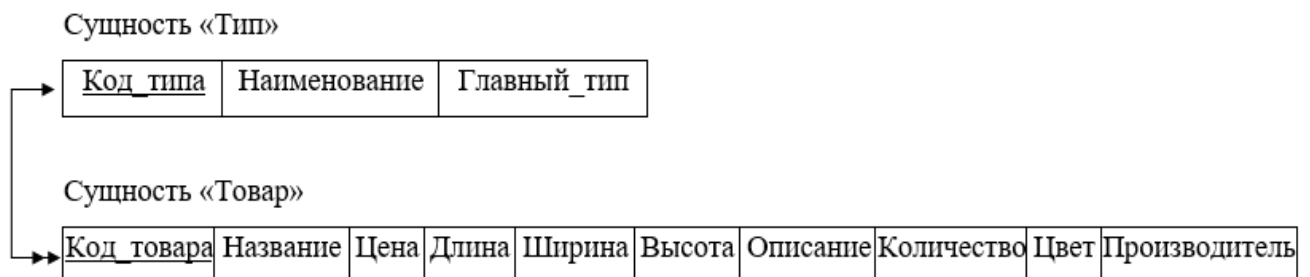 Сущность «Тип»
Код_типа Наименование Главный_тип
Сущность «Товар»
Код_товара Название Цена Длина Ширина Высота Описание Количество Цвет Производитель